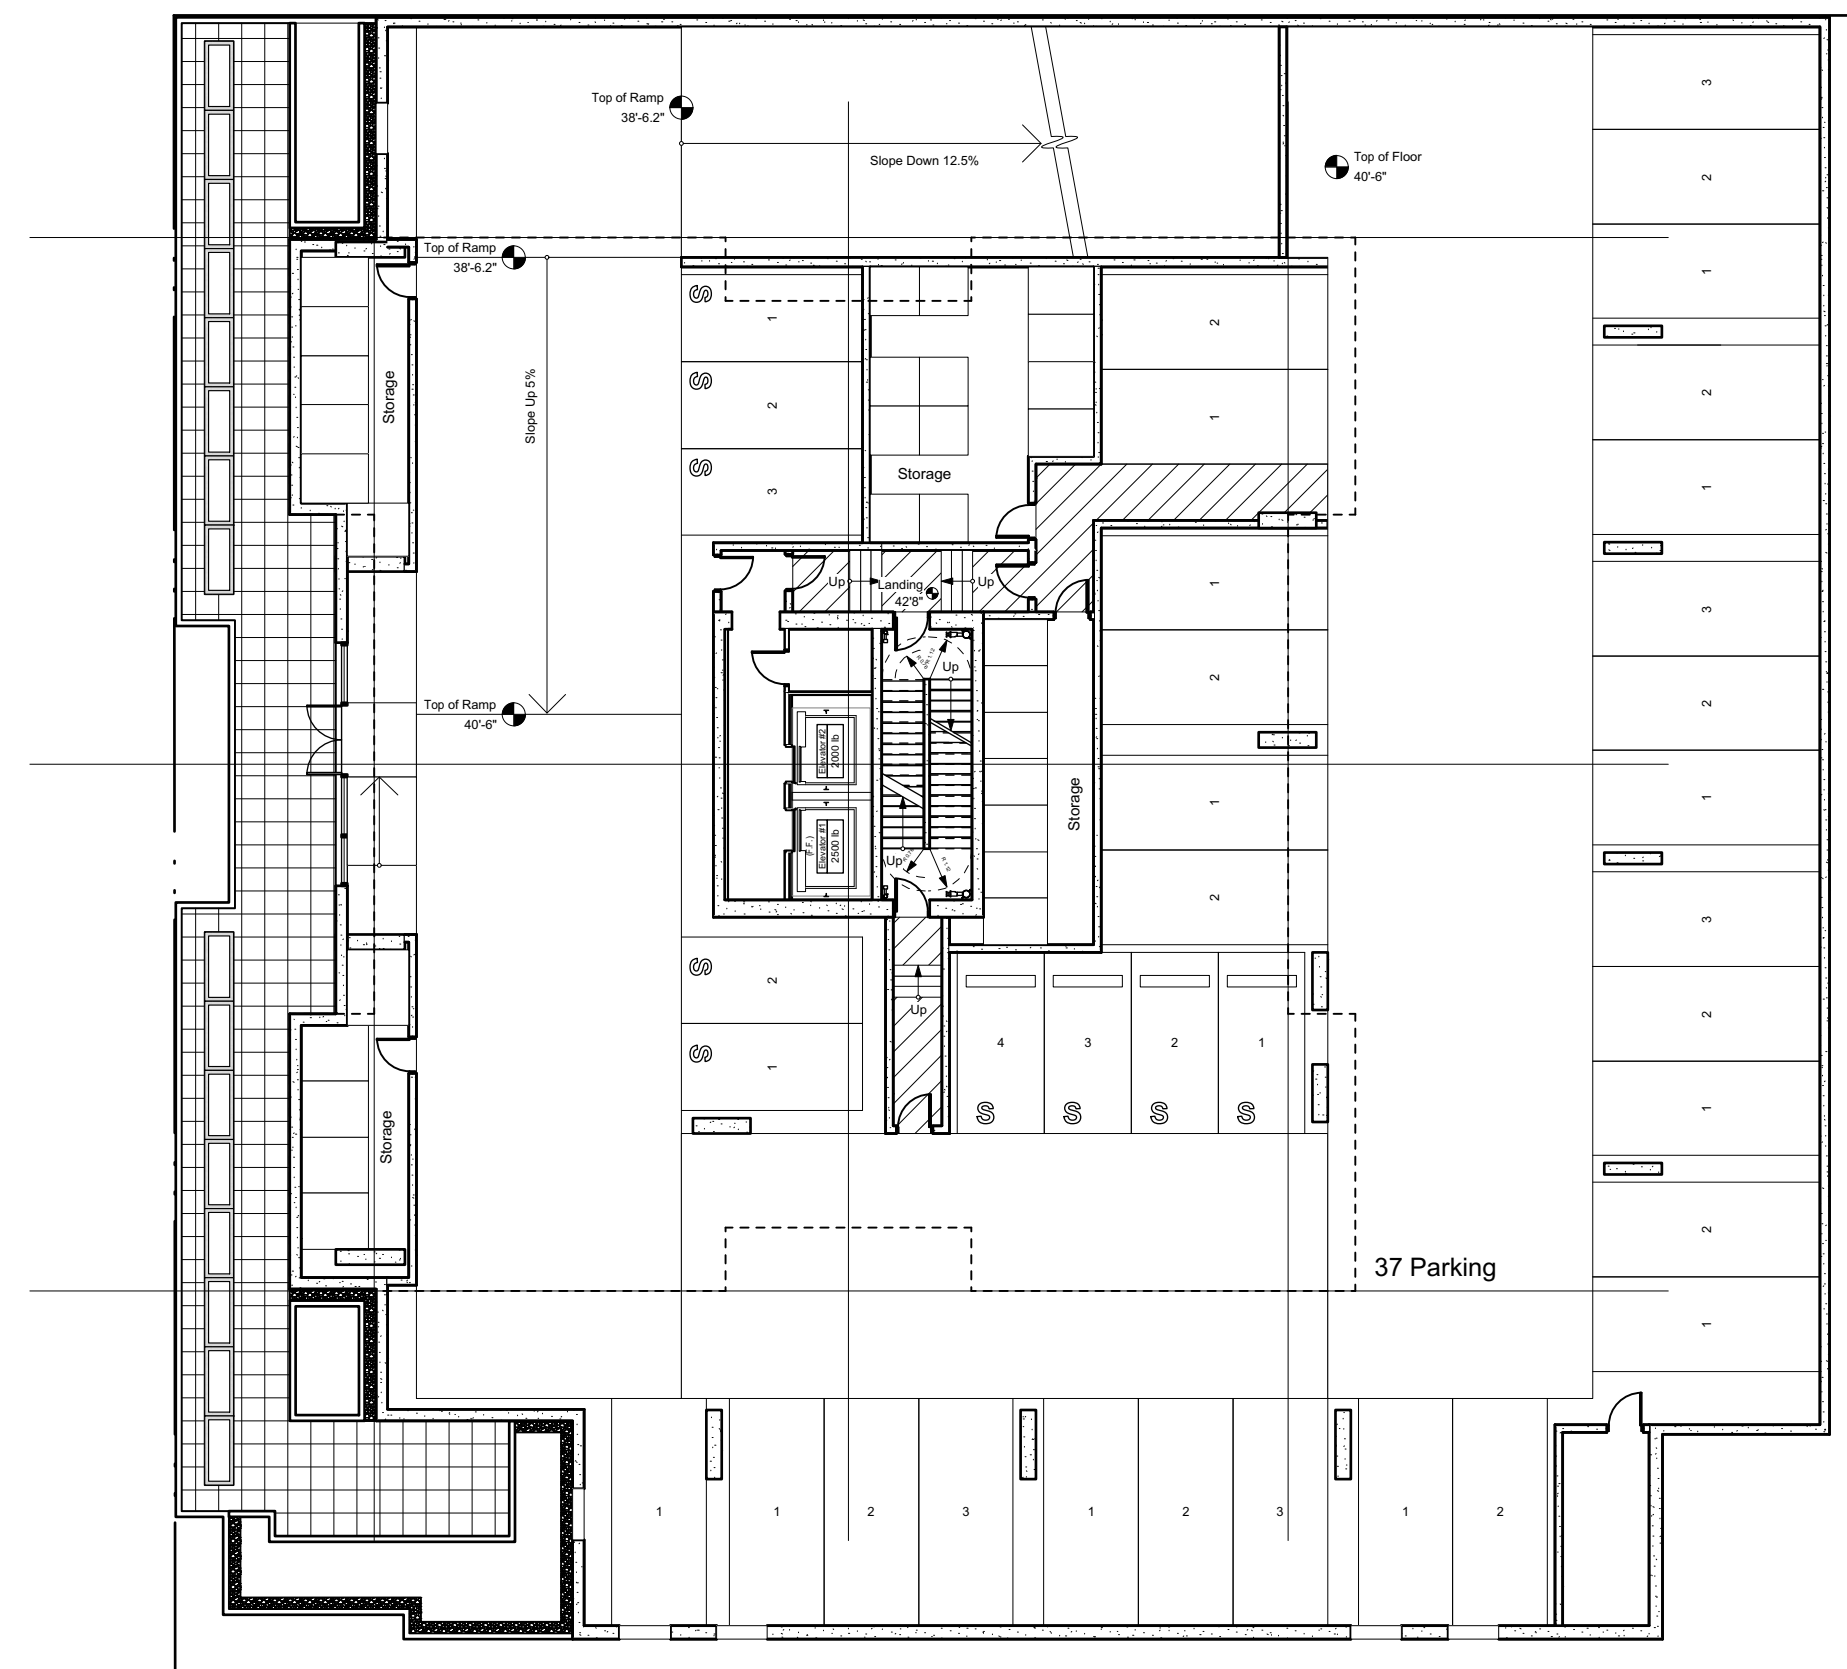 Top of Ramp
38'-6.2"
Slope Down 12.5%
Top of Floor
40'-6"
3
2
1
2
1
3
2
1
3
2
1
2
1
Top of Ramp
38'-6.2"
Slope Up 5%
Storage
S
1
S
2
S
3
Storage
2
1
Up
Landing
42'8"
Up
1
2
1
2
Up
Up
Storage
Top of Ramp
40'-6"
Elevator #2
2000 lb
(F.F.)
Elevator #1
2500 lb
S
2
S
1
Up
4
3
2
1
S
S
S
S
Storage
37 Parking
1
1
2
3
1
2
3
1
2